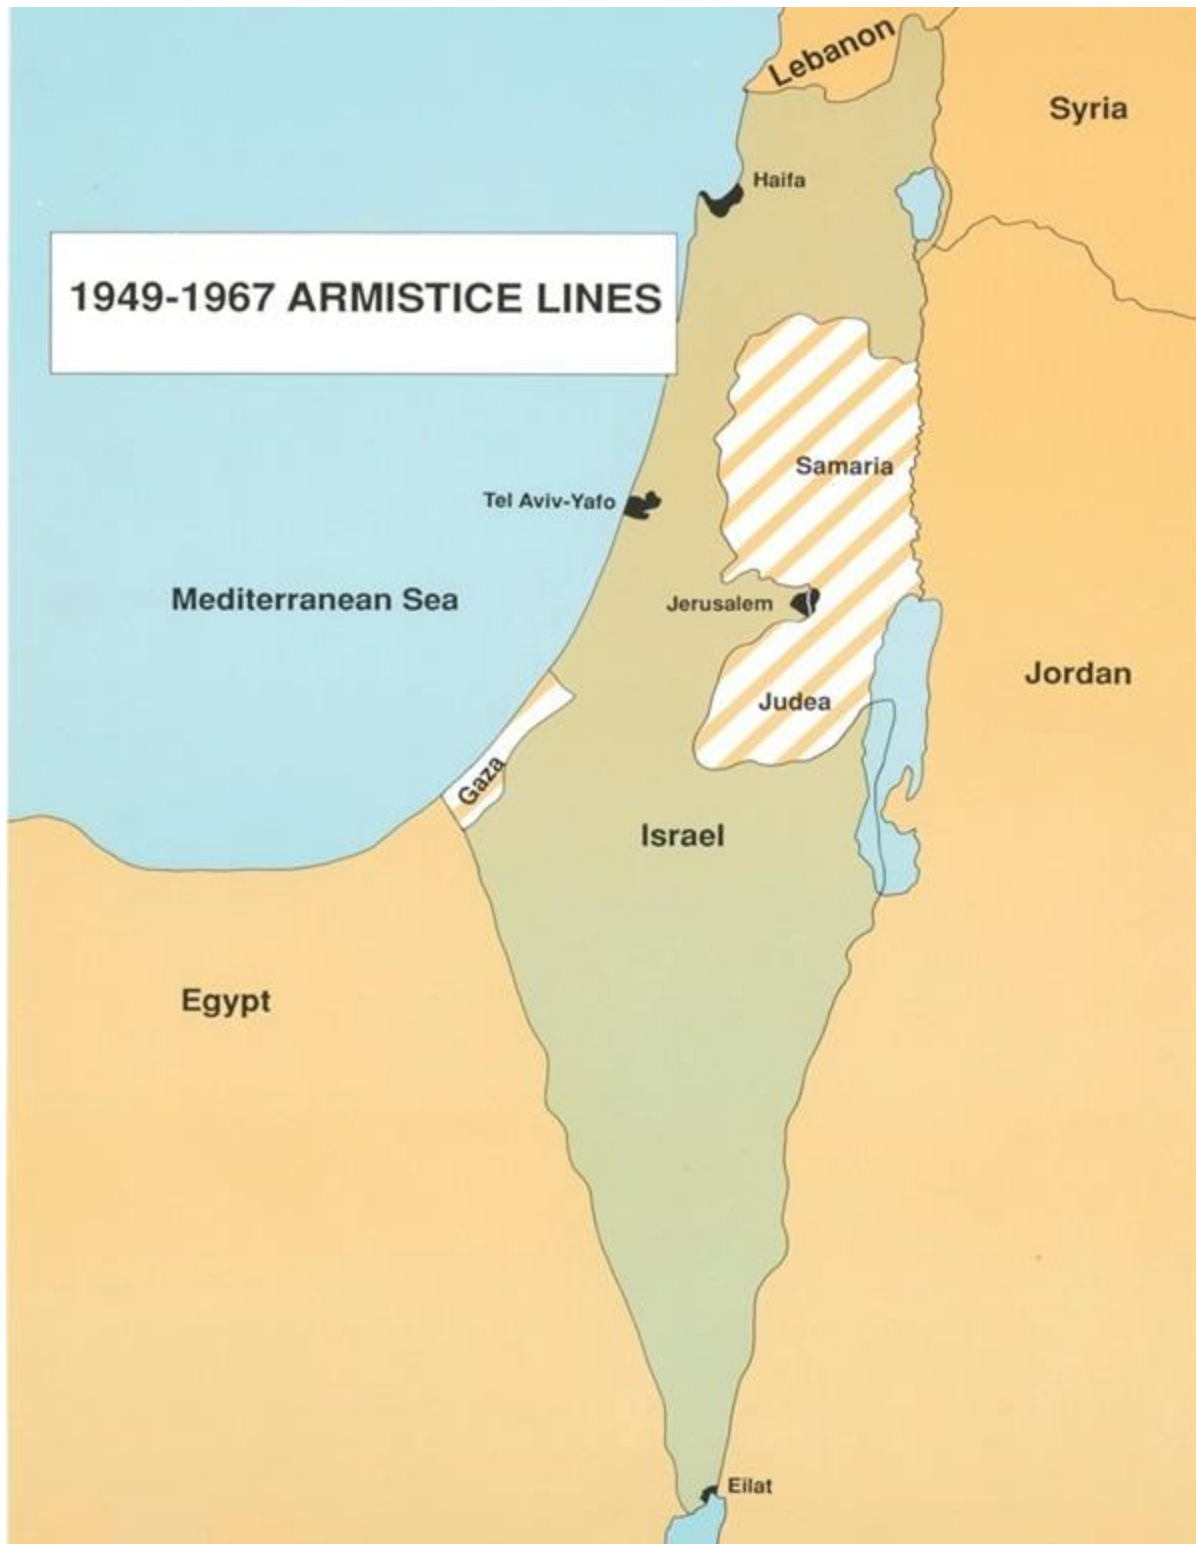 Lebanon
Syria
Haifa
1949-1967 ARMISTICE LINES
Samaria
Tel Aviv-Yafo
Mediterranean Sea
Jerusalem
Jordan
Judea
Gaza
Israel
Egypt
Eilat